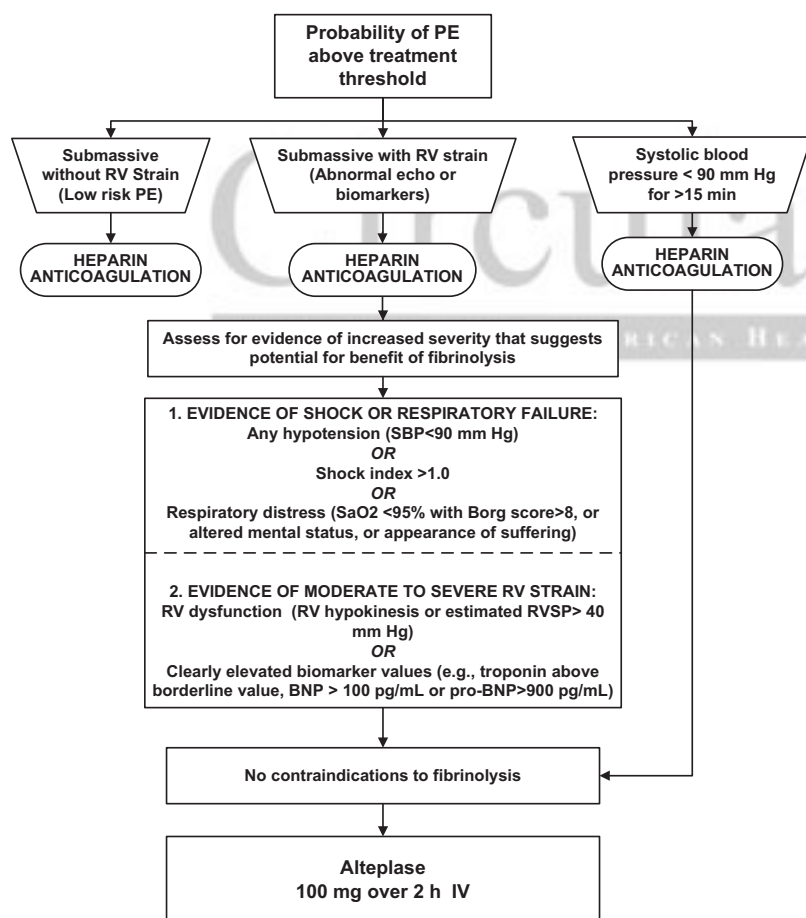 Probability of PE
above treatment
threshold
Submassive
without RV Strain
(Low risk PE)
Submassive with RV strain
(Abnormal echo or
biomarkers)
Systolic blood
pressure < 90 mm Hg
for >15 min
HEPARIN
ANTICOAGULATION
HEPARIN
ANTICOAGULATION
HEPARIN
ANTICOAGULATION
Assess for evidence of increased severity that suggests
potential for benefit of fibrinolysis
1. EVIDENCE OF SHOCK OR RESPIRATORY FAILURE:
Any hypotension (SBP<90 mm Hg)
OR
Shock index >1.0
OR
Respiratory distress (SaO2 <95% with Borg score>8, or
altered mental status, or appearance of suffering)
2. EVIDENCE OF MODERATE TO SEVERE RV STRAIN:
RV dysfunction (RV hypokinesis or estimated RVSP> 40
mm Hg)
OR
Clearly elevated biomarker values (e.g., troponin above
borderline value, BNP > 100 pg/mL or pro-BNP>900 pg/mL)
No contraindications to fibrinolysis
Alteplase
100 mg over 2 h IV